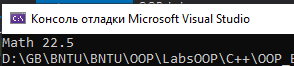 Консоль отладки Microsoft Visual Studio
Math 22.5
D:\GB\BNTU\BNTU\OOP\LabsOOP\C++\OOP_